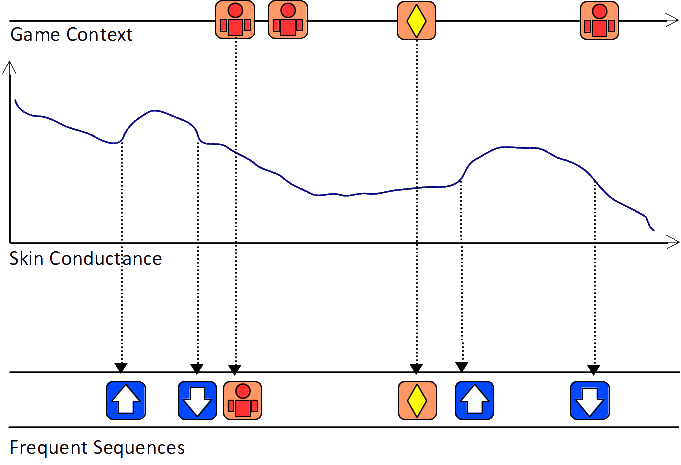 Game Context
Skin Conductance
Frequent Sequences